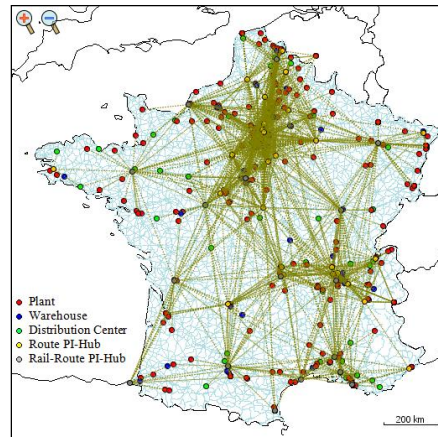 Plant
Warehouse
Distribution Center
Route PI-Hub
Rail-Route PI-Hub
200 km